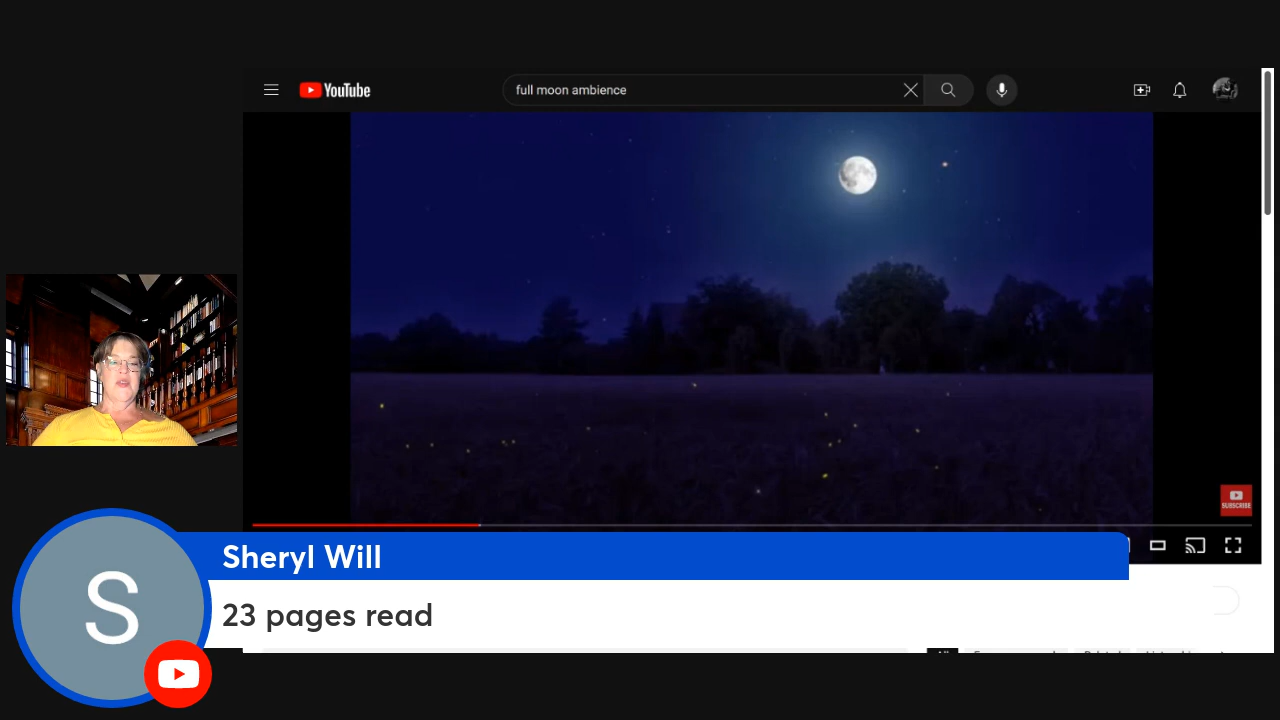 YouTube
full moon ambience
SUBSCRIBE
Sheryl Will
S
23 pages read